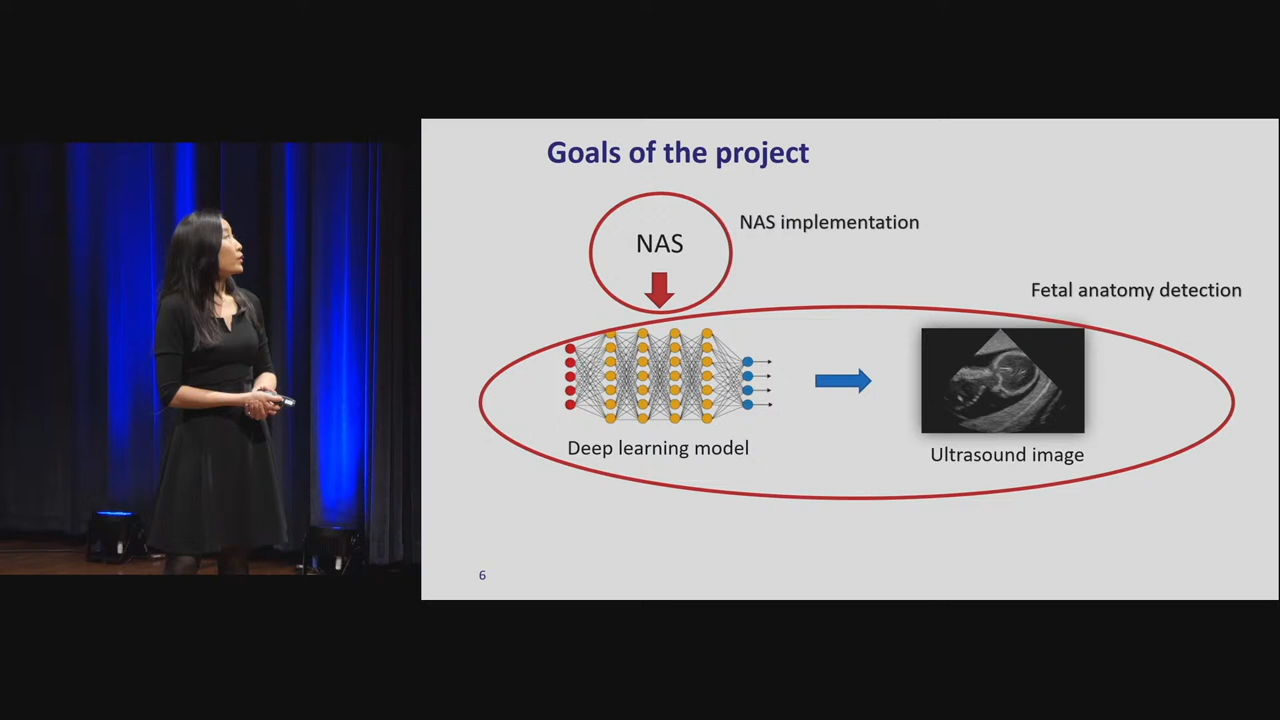 Goals of the project
NAS
NAS implementation
Fetal anatomy detection
Deep learning model
Ultrasound image
6